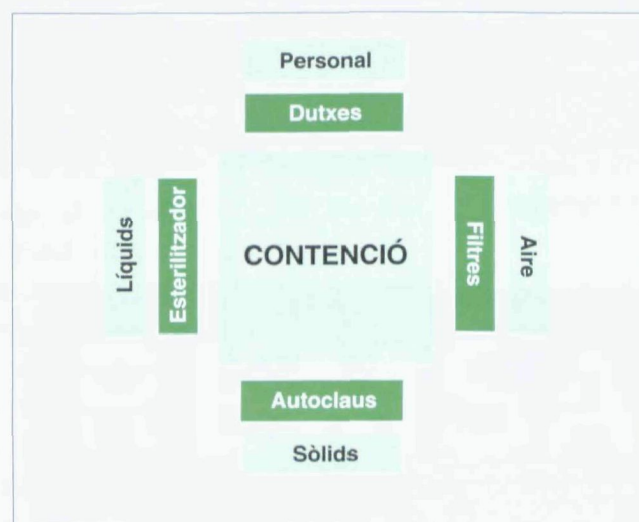 Personal
Dutxes
Líquids
Esterilitzador
CONTENCIÓ
Filtres
Aire
Autoclaus
Sòlids